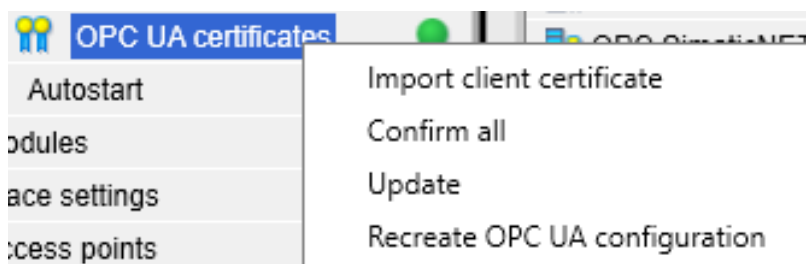 OPC UA certificates
Autostart
odules
ace settings
ccess points
Import client certificate
Confirm all
Update
Recreate OPC UA configuration